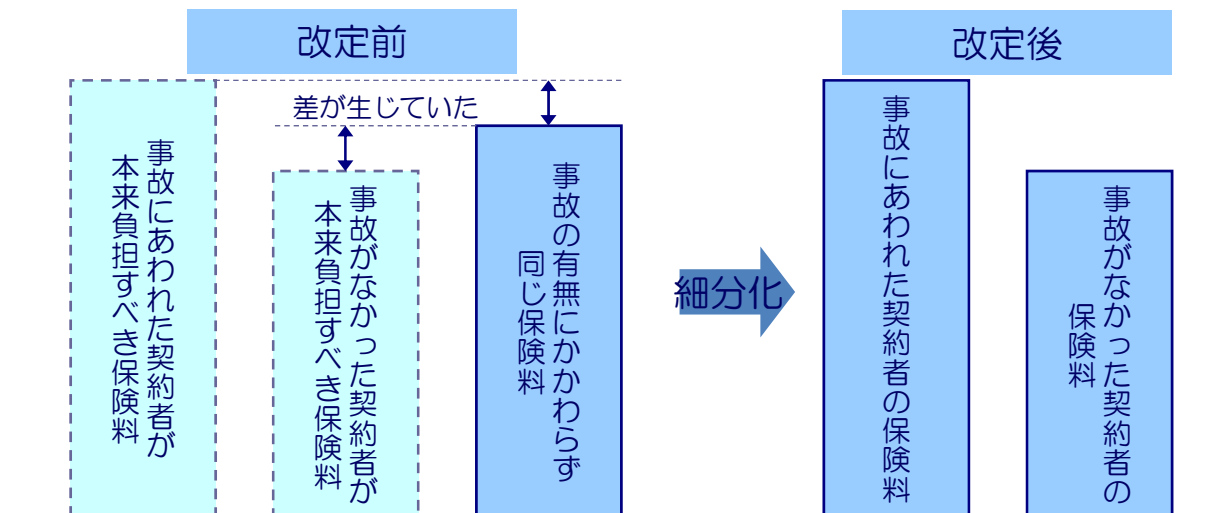 改定前
改定後
差が生じていた
事故にあわれた契約者が
本来負担すべき保険料
事故がなかった契約者が
本来負担すべき保険料
事故の有無にかかわらず
同じ保険料
細分化
事故にあわれた契約者の保険料
事故がなかった契約者の
保険料